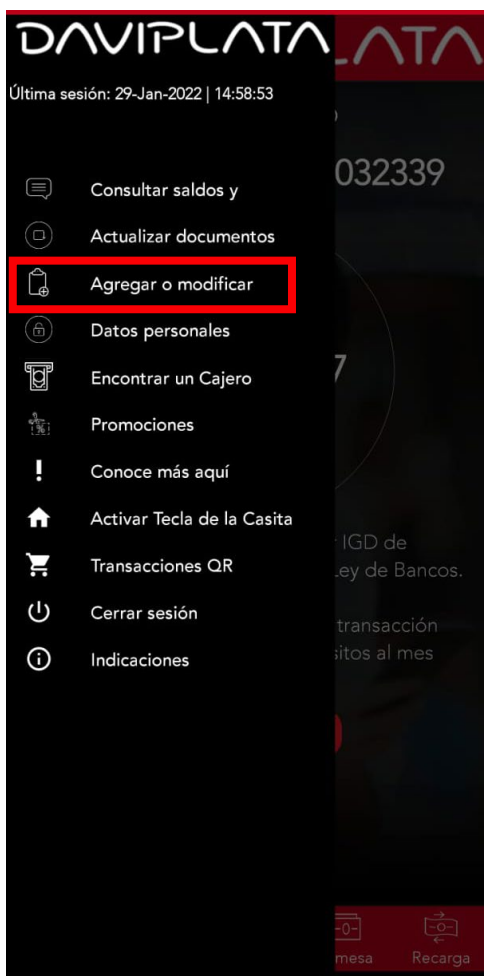 DAVIPLATA
LATA
Última sesión: 29-Jan-2022 | 14:58:53
032339
Consultar saldos y
Actualizar documentos
Agregar o modificar
Datos personales
7
Encontrar un Cajero
Promociones
Conoce más aquí
Activar Tecla de la Casita
IGD de
Transacciones QR
Ley de Bancos.
Cerrar sesión
transacción
sitos al mes
Indicaciones
mesa
Recarga